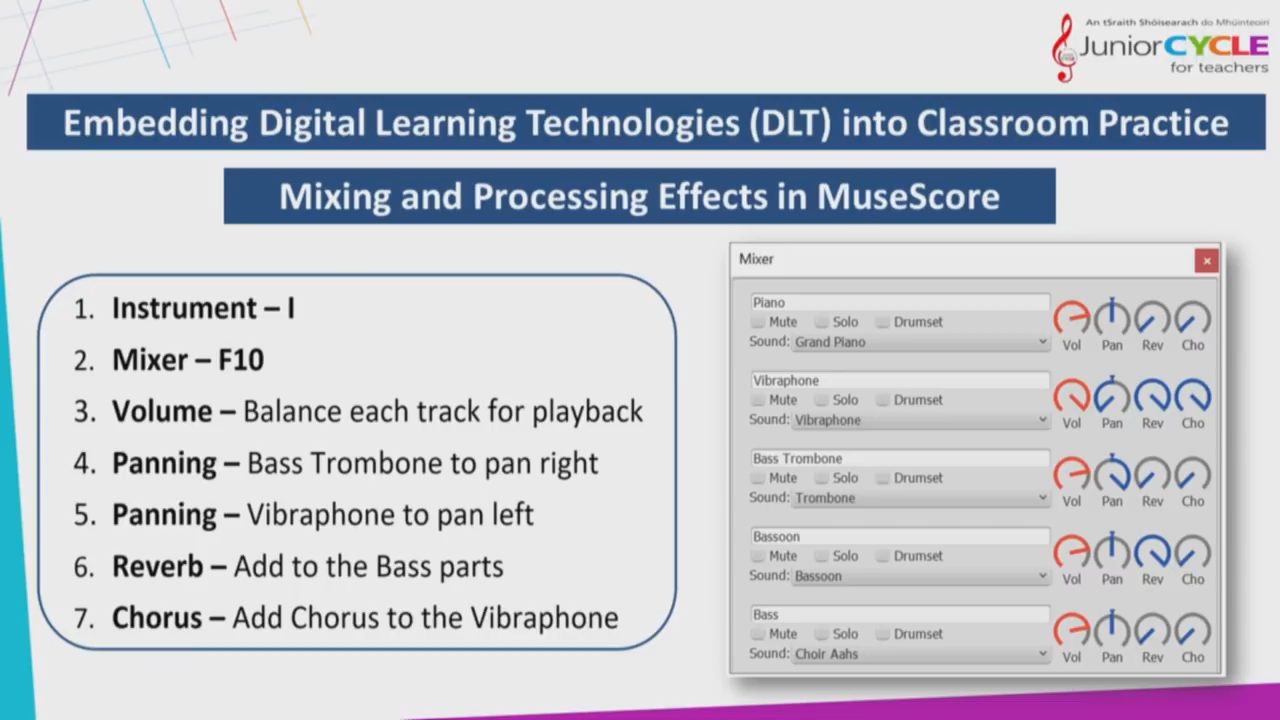 An tSraith Shóisearach do Mhúinteoirí
JuniorCYCLE
for teachers
Embedding Digital Learning Technologies (DLT) into Classroom Practice
Mixing and Processing Effects in MuseScore
1. Instrument – I
2. Mixer – F10
3. Volume – Balance each track for playback
4. Panning – Bass Trombone to pan right
5. Panning – Vibraphone to pan left
6. Reverb – Add to the Bass parts
7. Chorus – Add Chorus to the Vibraphone
Mixer
Piano
Mute Solo Drumset
Sound: Grand Piano
Vol Pan Rev Cho
Vibraphone
Mute Solo Drumset
Sound: Vibraphone
Vol Pan Rev Cho
Bass Trombone
Mute Solo Drumset
Sound: Trombone
Vol Pan Rev Cho
Bassoon
Mute Solo Drumset
Sound: Bassoon
Vol Pan Rev Cho
Bass
Mute Solo Drumset
Sound: Choir Aahs
Vol Pan Rev Cho